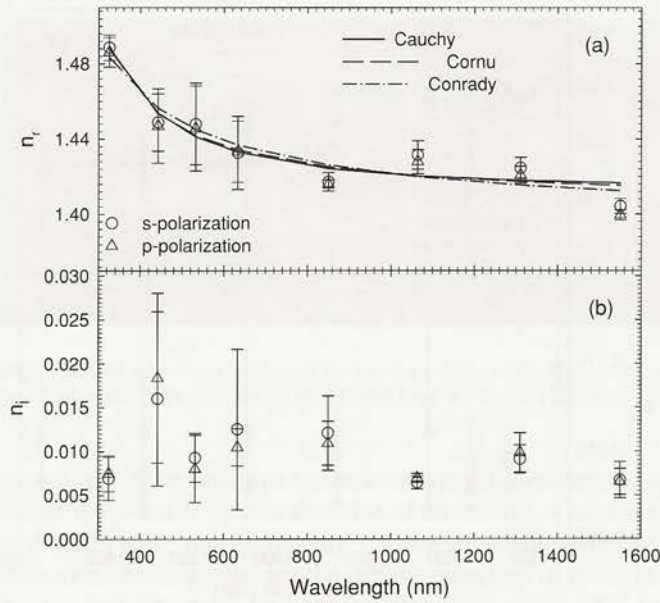 (a)
Cauchy
Cornu
Conrady
1.48
1.44
1.40
n_r
s-polarization
p-polarization
(b)
0.030
0.025
0.020
0.015
0.010
0.005
0.000
n_i
400 600 800 1000 1200 1400 1600
Wavelength (nm)